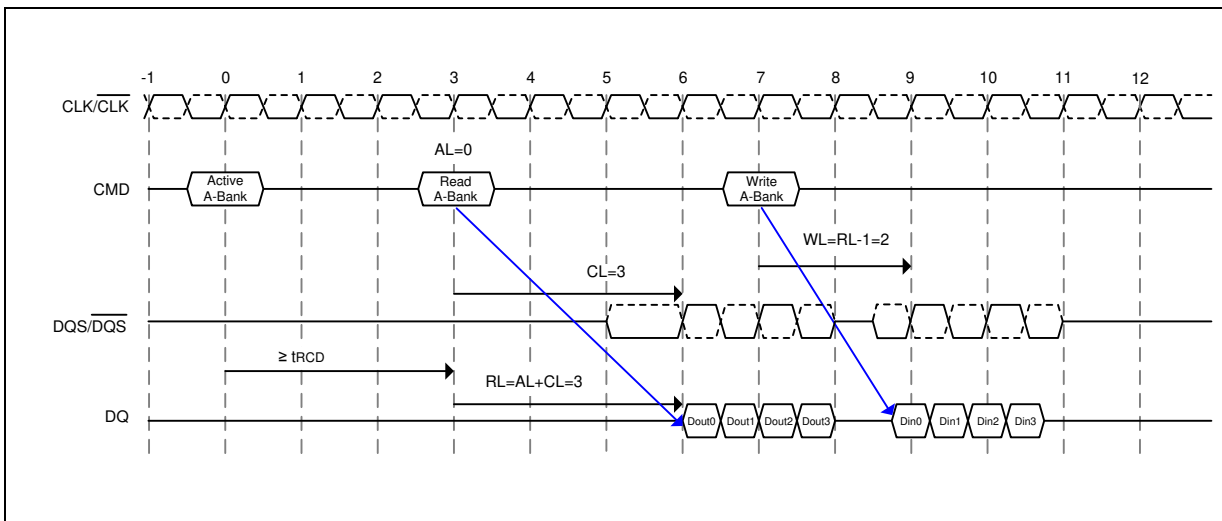 -1 0 1 2 3 4 5 6 7 8 9 10 11 12
CLK/CLK
AL=0
CMD
Active
A-Bank
Read
A-Bank
Write
A-Bank
WL=RL-1=2
CL=3
DQS/DQS
≥ tRCD
RL=AL+CL=3
DQ
Dout0 Dout1 Dout2 Dout3 Din0 Din1 Din2 Din3